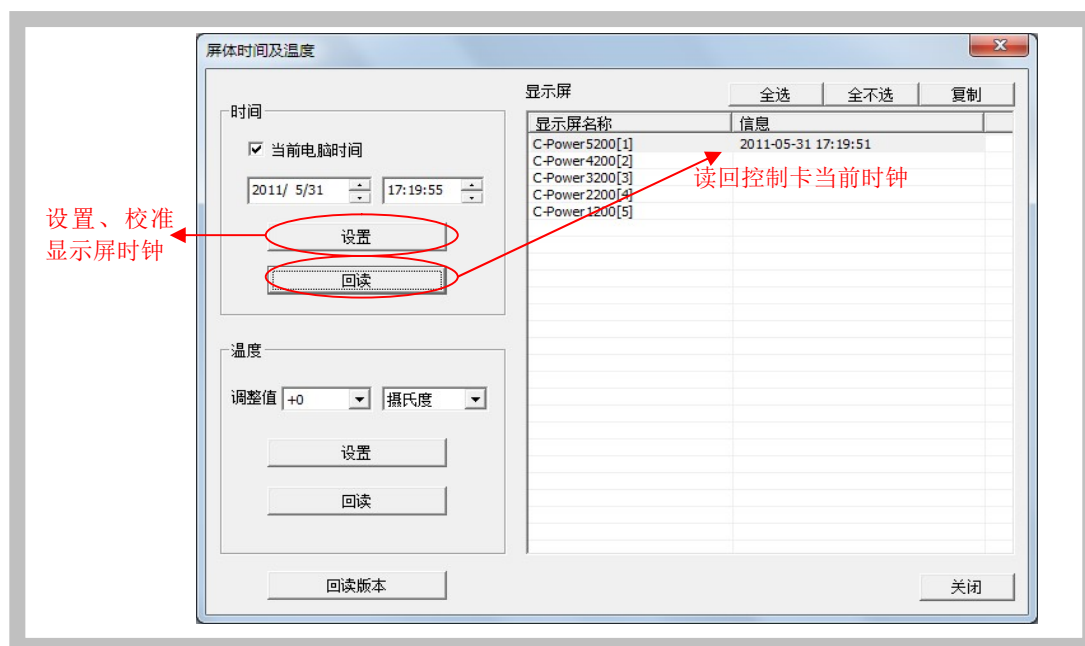 屏体时间及温度
时间
当前电脑时间
2011/ 5/31 17:19:55
设置
回读
设置、校准
显示屏时钟
温度
调整值 +0 摄氏度
设置
回读
回读版本
显示屏 全选 全不选 复制
显示屏名称 信息
C-Power5200[1] 2011-05-31 17:19:51
C-Power4200[2]
C-Power3200[3]
C-Power2200[4]
C-Power1200[5]
读回控制卡当前时钟
关闭